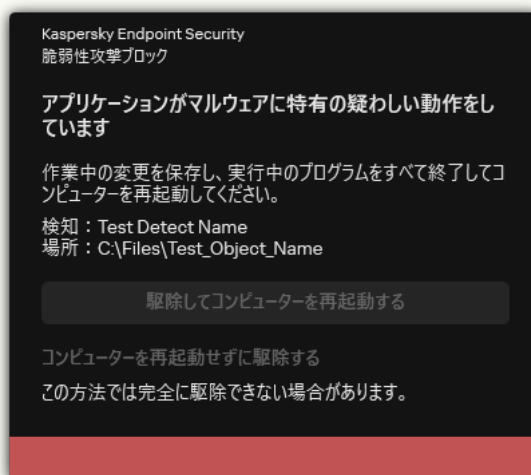 Kaspersky Endpoint Security
脆弱性攻撃ブロック
アプリケーションがマルウェアに特有の疑わしい動作をし
ています
作業中の変更を保存し、実行中のプログラムをすべて終了してコ
ンピューターを再起動してください。
検知：Test Detect Name
場所：C:\Files\Test_Object_Name
駆除してコンピューターを再起動する
コンピューターを再起動せずに駆除する
この方法では完全に駆除できない場合があります。